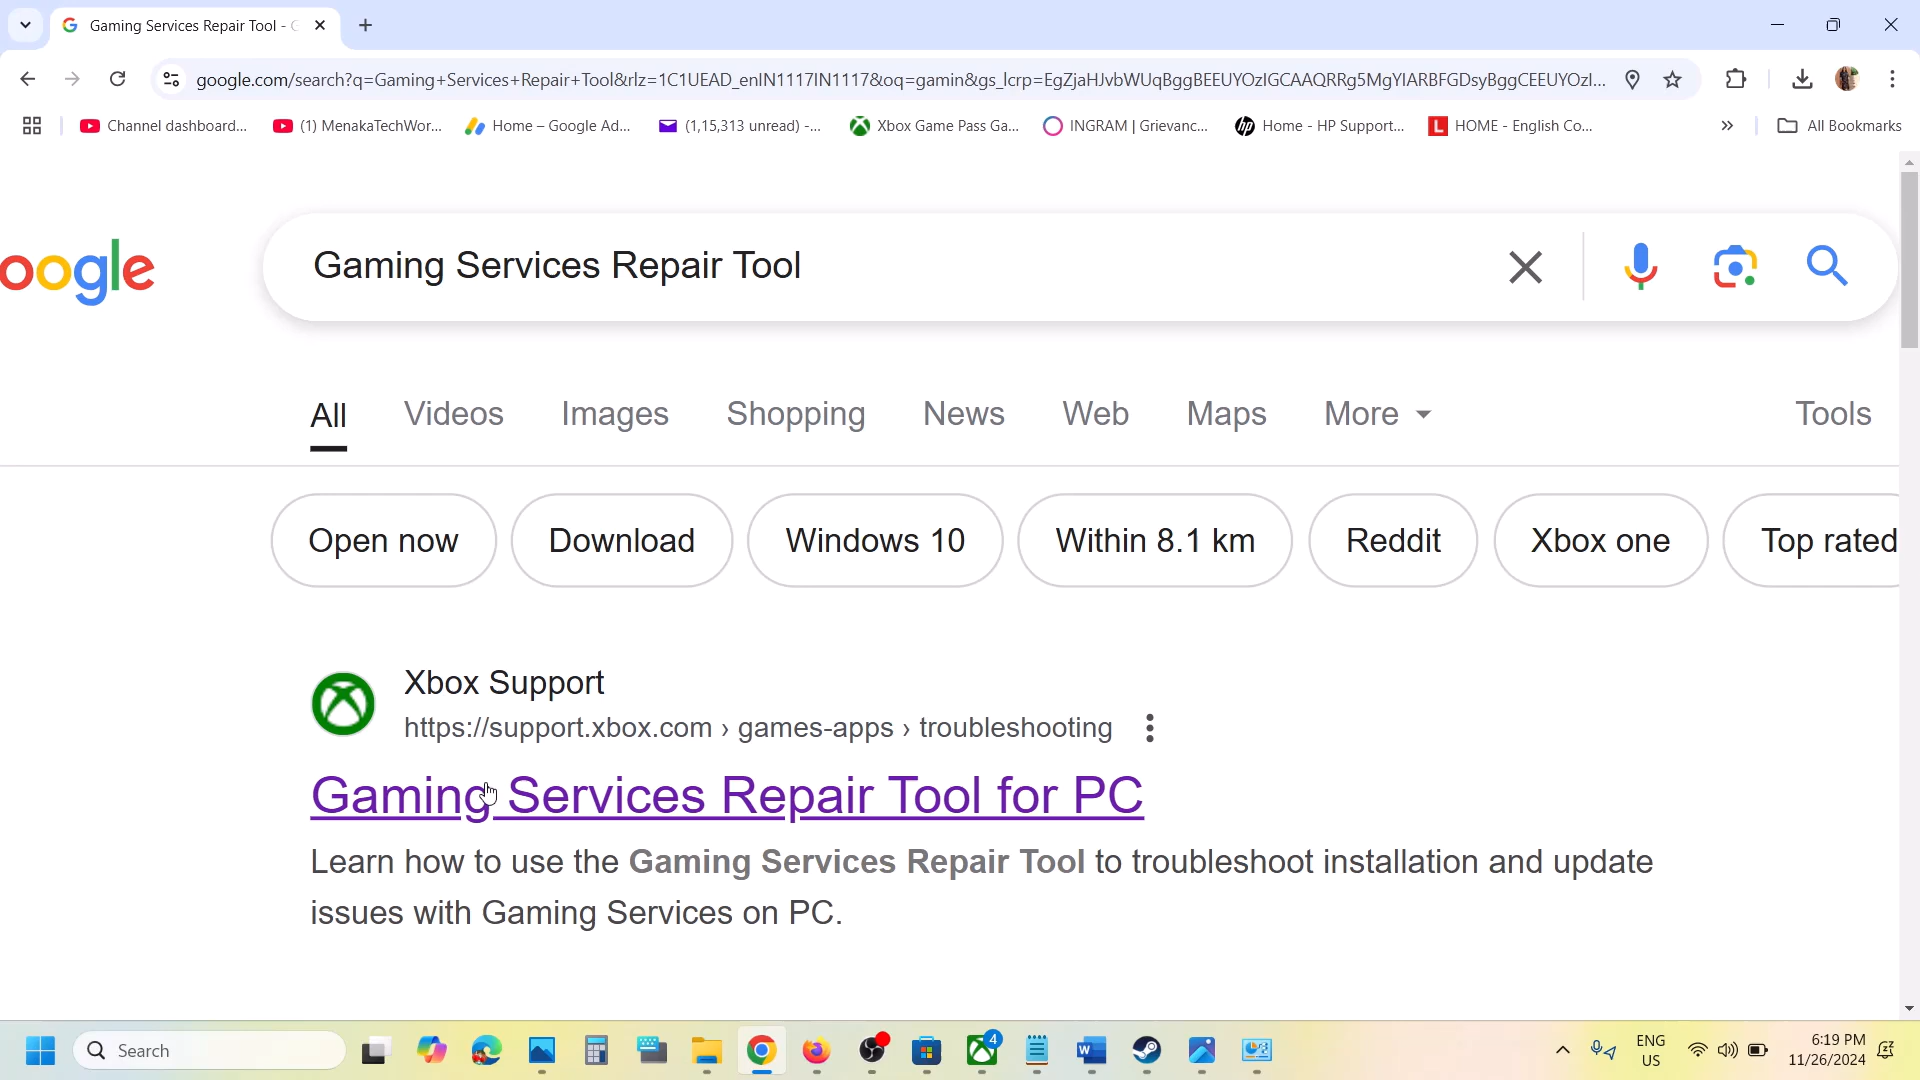 Gaming Services Repair Tool -
google.com/search?q=Gaming+Services+Repair+Tool&rlz=1C1UEAD_enIN1117IN1117&oq=gamin&gs_lcrp=EgZjaHJvbWUqBggBEEUYOzIGCAAQRRg5MgYIARBFGDsyBggCEEUYOzI...
Channel dashboard...
(1) MenakaTechWor...
Home – Google Ad...
(1,15,313 unread) -...
Xbox Game Pass Ga...
INGRAM | Grievanc...
Home - HP Support...
HOME - English Co...
All Bookmarks
oogle
Gaming Services Repair Tool
All
Videos
Images
Shopping
News
Web
Maps
More
Tools
Open now
Download
Windows 10
Within 8.1 km
Reddit
Xbox one
Top rated
Xbox Support
https://support.xbox.com › games-apps › troubleshooting
Gaming Services Repair Tool for PC
Learn how to use the Gaming Services Repair Tool to troubleshoot installation and update
issues with Gaming Services on PC.
Search
4
ENG
US
6:19 PM
11/26/2024